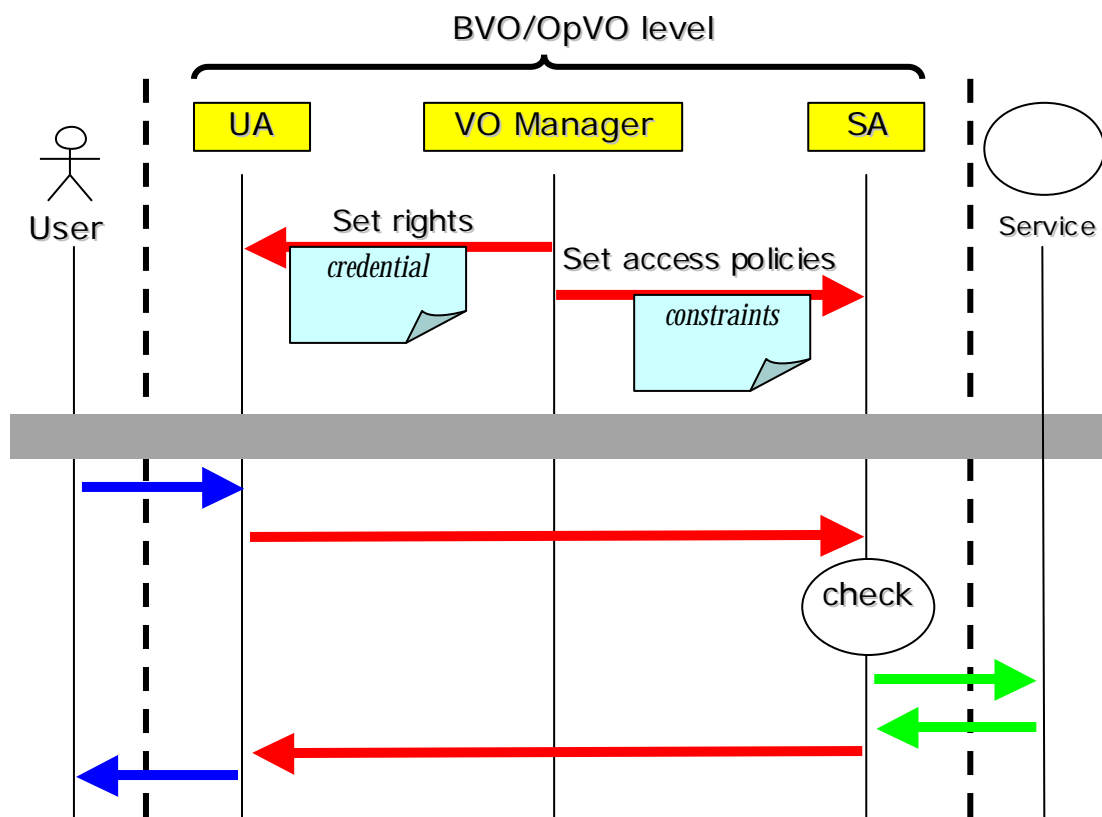 BVO/OpVO level
UA
VO Manager
SA
User
Service
Set rights
credential
Set access policies
constraints
check